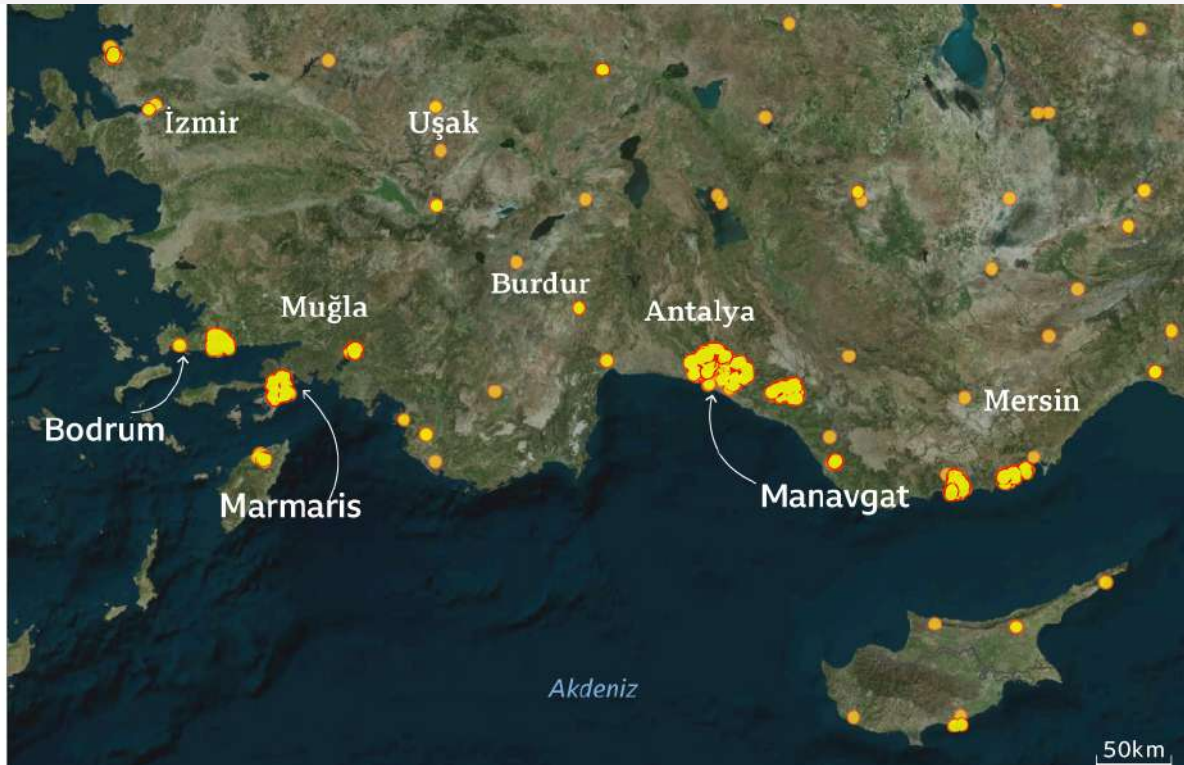 İzmir
Uşak
Burdur
Muğla
Antalya
Mersin
Bodrum
Marmaris
Manavgat
Akdeniz
50km